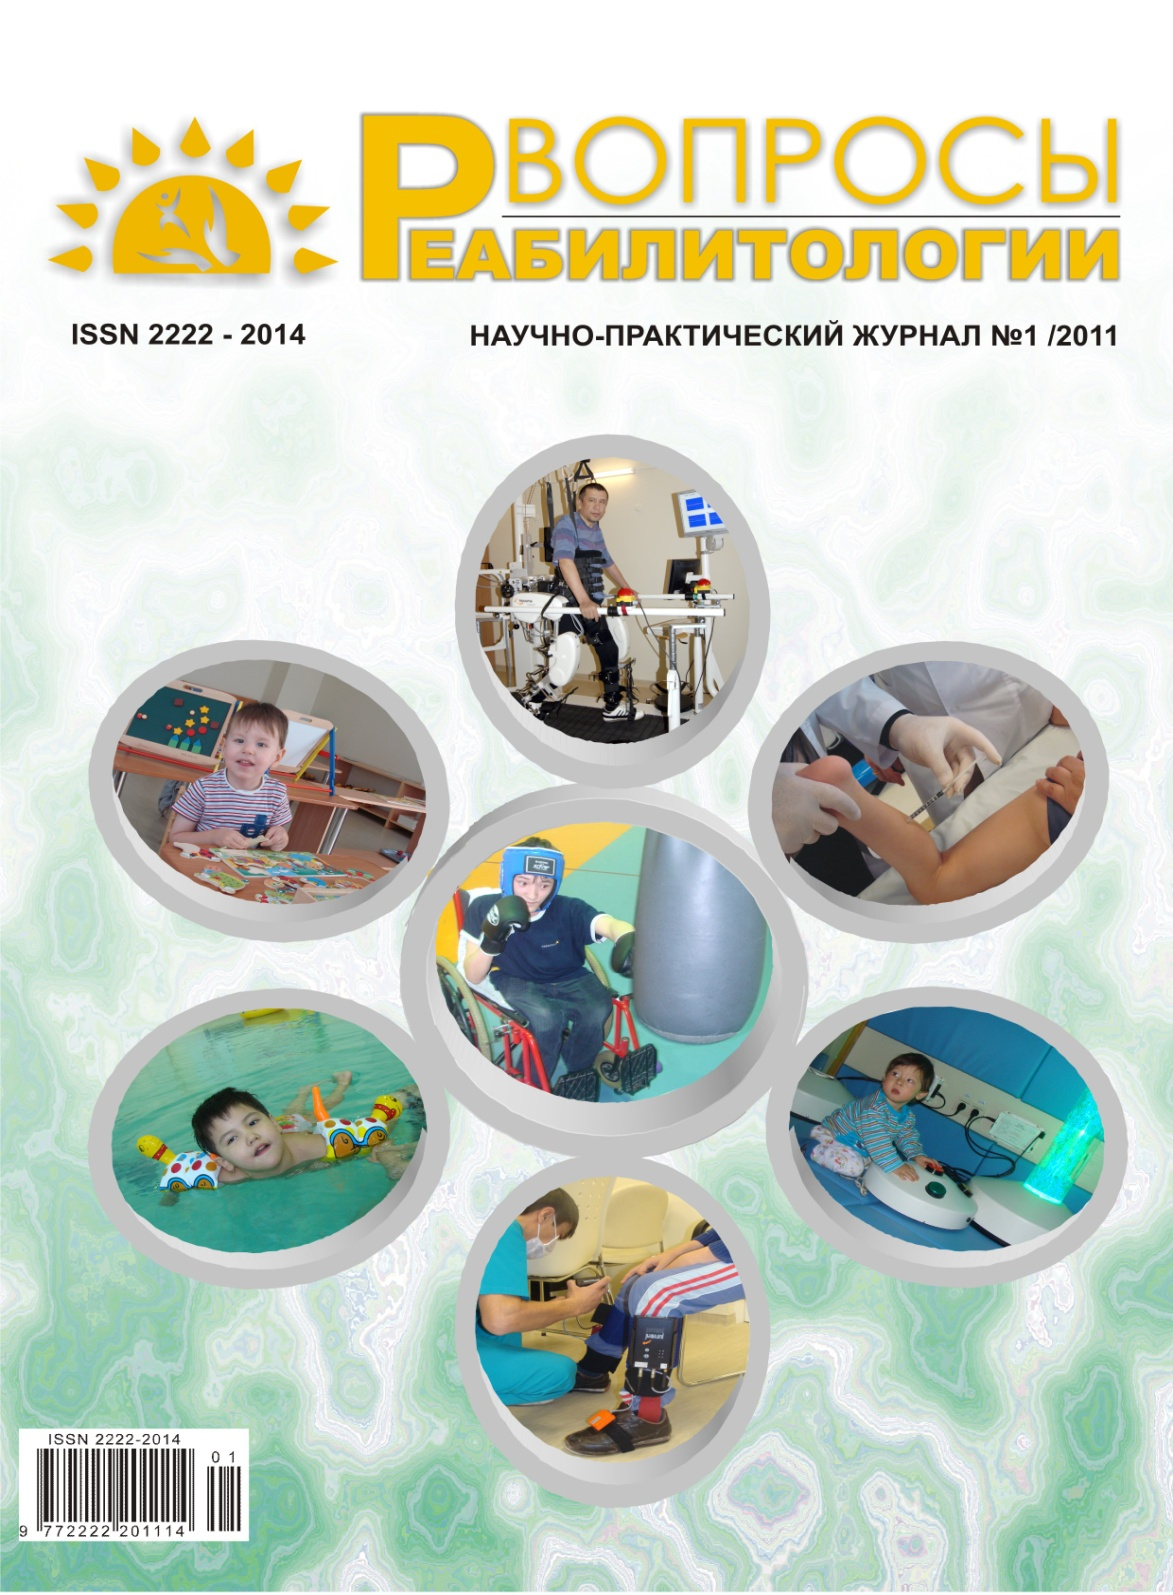 ВОПРОСЫ
РЕАБИЛИТОЛОГИИ
ISSN 2222 - 2014
НАУЧНО-ПРАКТИЧЕСКИЙ ЖУРНАЛ №1 /2011
ISSN 2222-2014
01
9 772222 201114